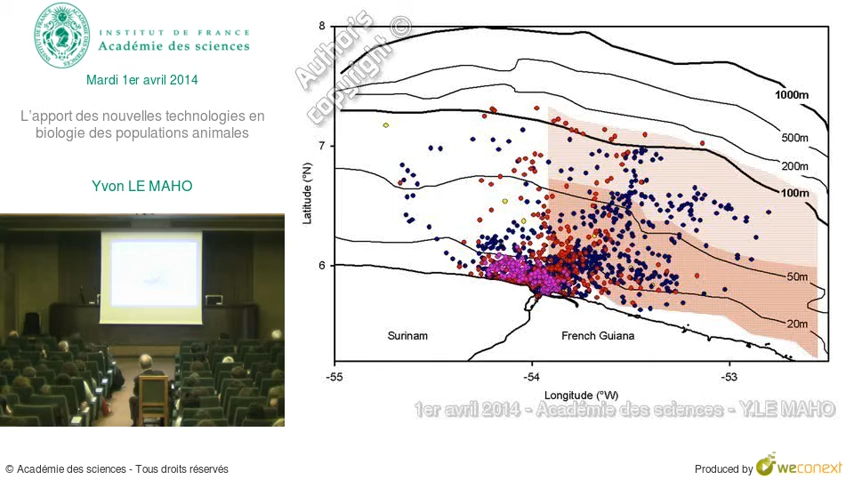 INSTITUT DE FRANCE
Académie des sciences
Mardi 1er avril 2014
L'apport des nouvelles technologies en
biologie des populations animales
Yvon LE MAHO
Author's
copyright ©
8
7
6
Latitude (°N)
1000m
500m
200m
100m
50m
20m
Surinam
French Guiana
-55
-54
-53
Longitude (°W)
1er avril 2014 - Académie des sciences - Y.LE MAHO
© Académie des sciences - Tous droits réservés
Produced by weconext